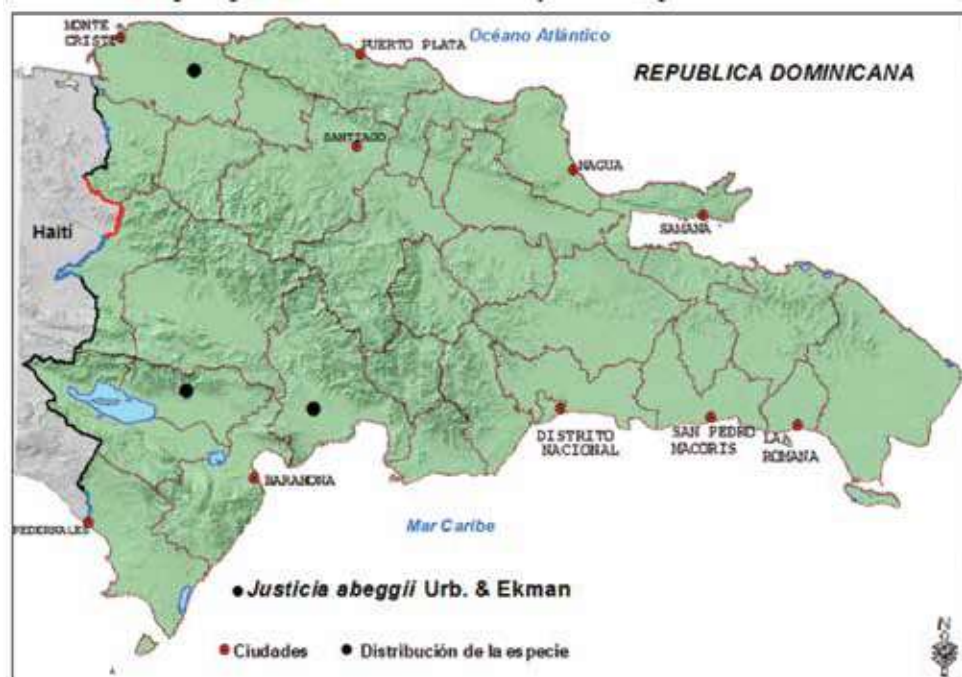 MONTE
CRISTE
PUERTO PLATA
Océano Atlántico
REPUBLICA DOMINICANA
SANTIAGO
NAGUA
SAMANA
Haití
DISTRITO
NACIONAL
SAN PEDRO
MACORIS
LA
ROMANA
BARAHONA
PEDERNALES
Mar Caribe
Justicia abeggii Urb. & Ekman
Ciudades
Distribución de la especie
N